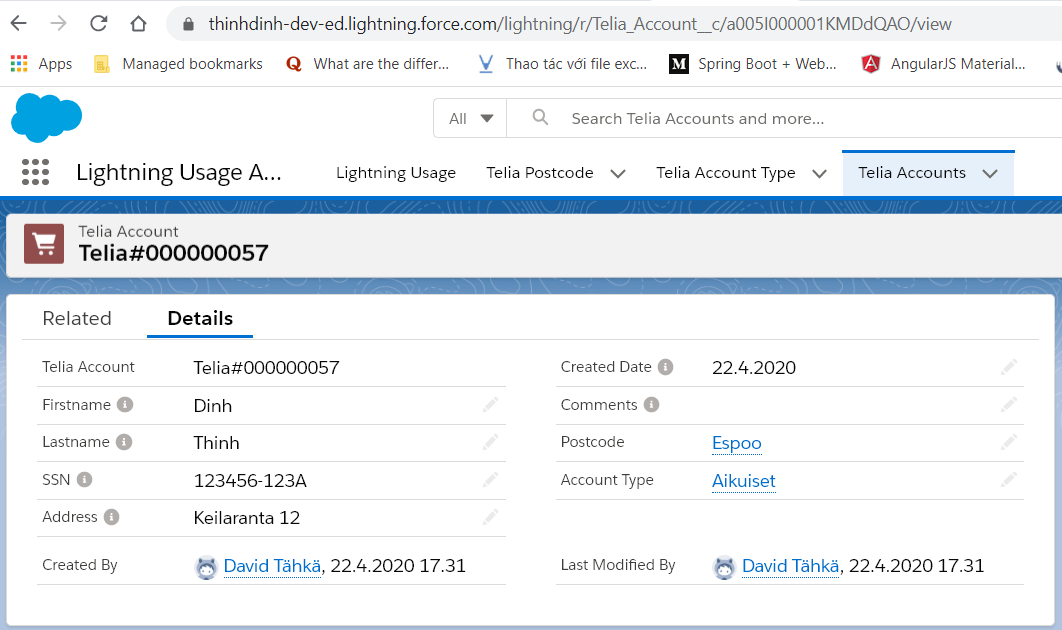 thinhdinh-dev-ed.lightning.force.com/lightning/r/Telia_Account__c/a005I000001KMDdQAO/view
Apps Managed bookmarks Q What are the differ... Thao tác với file exc... M Spring Boot + Web... A AngularJS Material...
All Search Telia Accounts and more...
Lightning Usage A... Lightning Usage Telia Postcode Telia Account Type Telia Accounts
Telia Account
Telia#000000057
Related Details
Telia Account Telia#000000057 Created Date 22.4.2020
Firstname Dinh Comments
Lastname Thinh Postcode Espoo
SSN 123456-123A Account Type Aikuiset
Address Keilaranta 12
Created By David Tähkä, 22.4.2020 17.31 Last Modified By David Tähkä, 22.4.2020 17.31